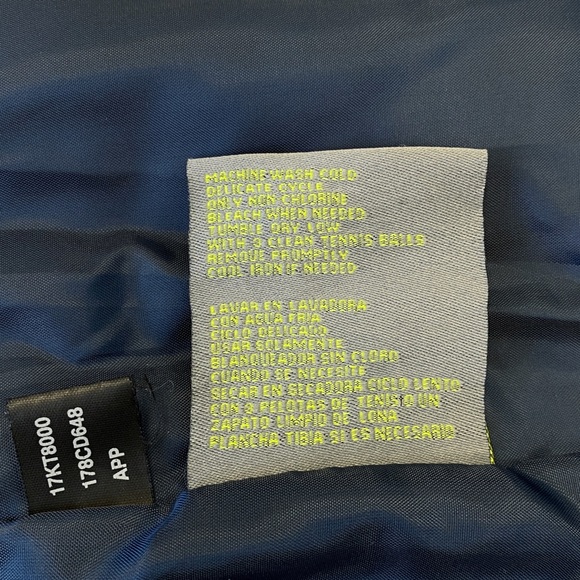 MACHINE WASH COLD
DELICATE CYCLE
ONLY NON CHLORINE
BLEACH WHEN NEEDED
TUMBLE DRY LOW
WITH 3 CLEAN TENNIS BALLS
REMOVE PROMPTLY
COOL IRON IF NEEDED
LAVAR EN LAVADORA
CON AGUA FRIA
CICLO DELICADO
USAR SOLAMENTE
BLANQUEADOR SIN CLORO
CUANDO SE NECESITE
SECAR EN SECADORA CICLO LENTO
CON 3 PELOTAS DE TENIS O UN
ZAPATO LIMPIO DE LONA
PLANCHA TIBIA SI ES NECESARIO
17KT8000
178CD648
APP